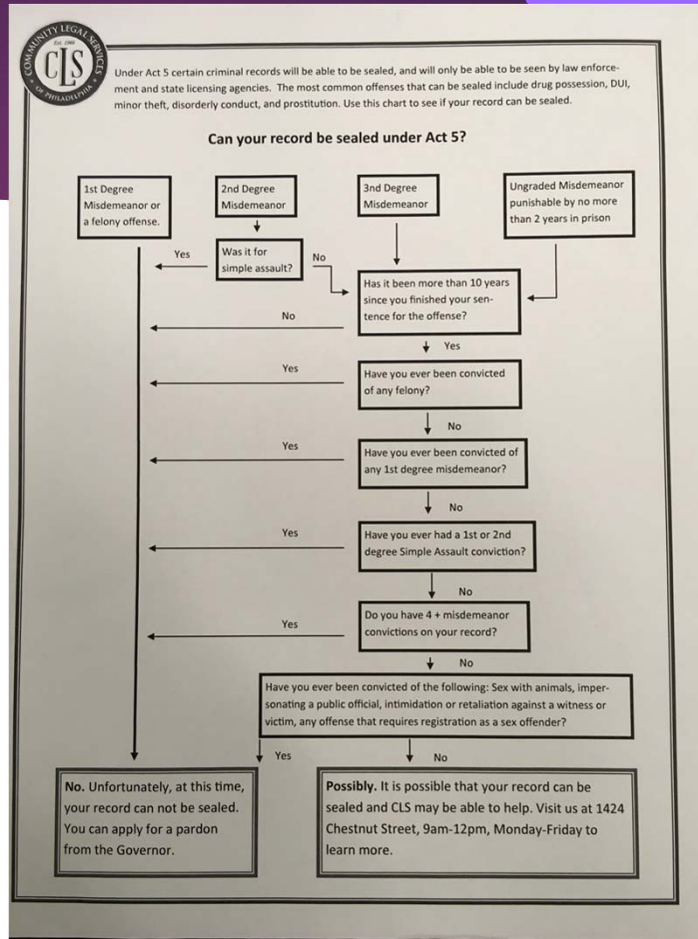 COMMUNITY LEGAL SERVICES
Est. 1966
CLS
OF PHILADELPHIA
Under Act 5 certain criminal records will be able to be sealed, and will only be able to be seen by law enforce-
ment and state licensing agencies. The most common offenses that can be sealed include drug possession, DUI,
minor theft, disorderly conduct, and prostitution. Use this chart to see if your record can be sealed.
Can your record be sealed under Act 5?
1st Degree
Misdemeanor or
a felony offense.
2nd Degree
Misdemeanor
3nd Degree
Misdemeanor
Ungraded Misdemeanor
punishable by no more
than 2 years in prison
Yes
Was it for
simple assault?
No
Has it been more than 10 years
since you finished your sen-
tence for the offense?
No
Yes
Have you ever been convicted
of any felony?
Yes
No
Have you ever been convicted of
any 1st degree misdemeanor?
Yes
No
Have you ever had a 1st or 2nd
degree Simple Assault conviction?
Yes
No
Do you have 4 + misdemeanor
convictions on your record?
Yes
No
Have you ever been convicted of the following: Sex with animals, imper-
sonating a public official, intimidation or retaliation against a witness or
victim, any offense that requires registration as a sex offender?
Yes
No
No. Unfortunately, at this time,
your record can not be sealed.
You can apply for a pardon
from the Governor.
Possibly. It is possible that your record can be
sealed and CLS may be able to help. Visit us at 1424
Chestnut Street, 9am-12pm, Monday-Friday to
learn more.